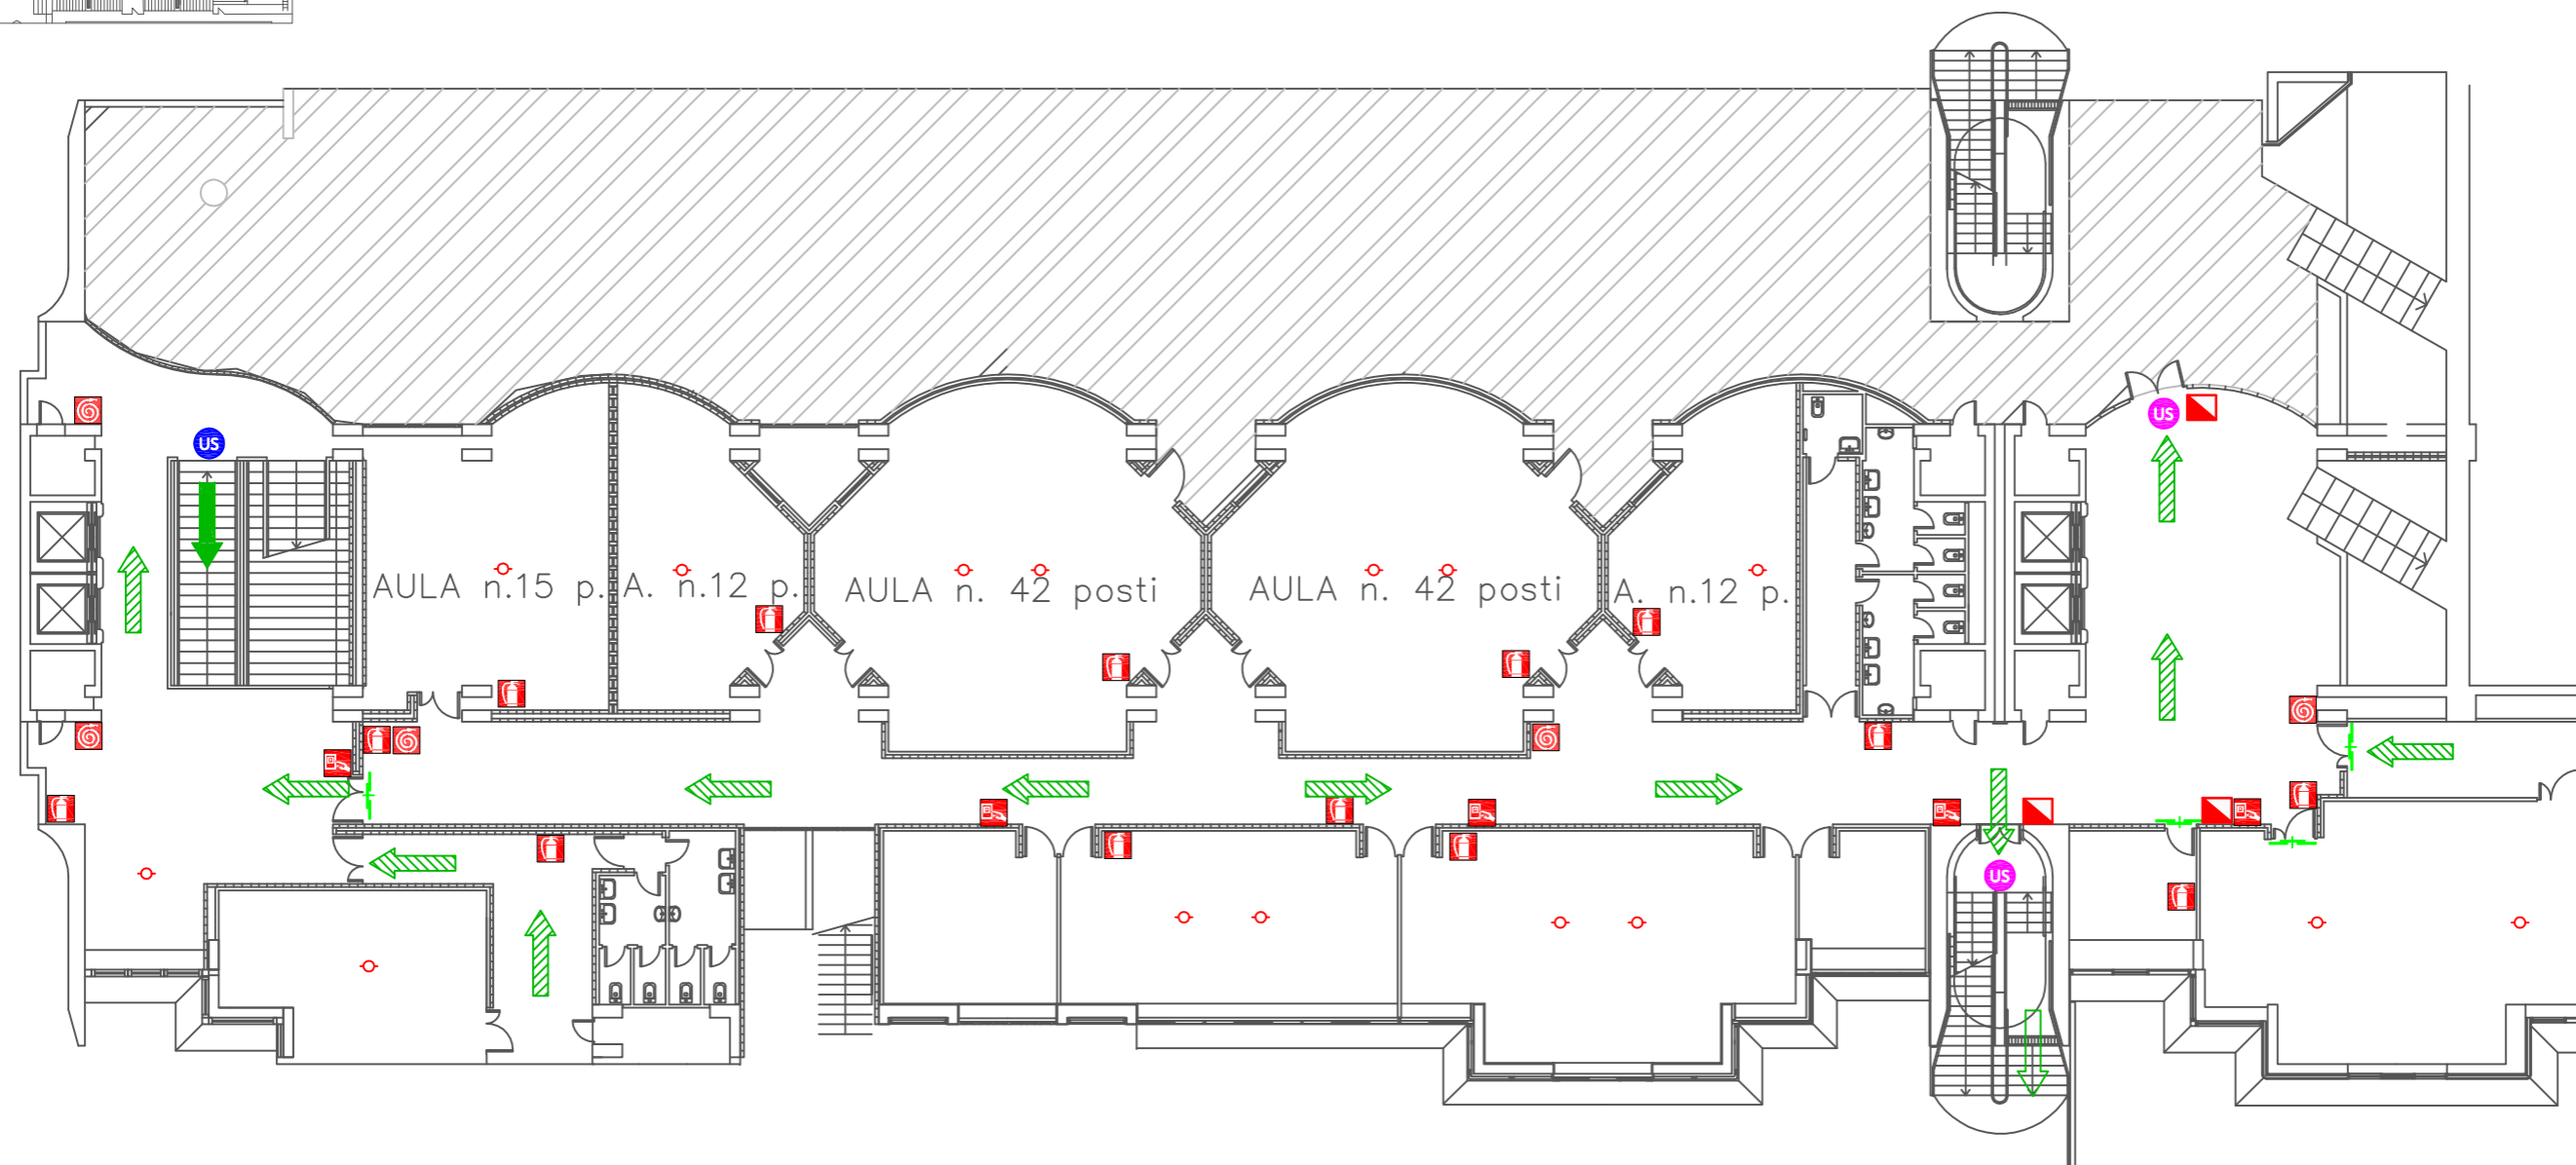 US
US
AULA n.15 p.
A. n.12 p.
AULA n. 42 posti
AULA n. 42 posti
A. n.12 p.
US